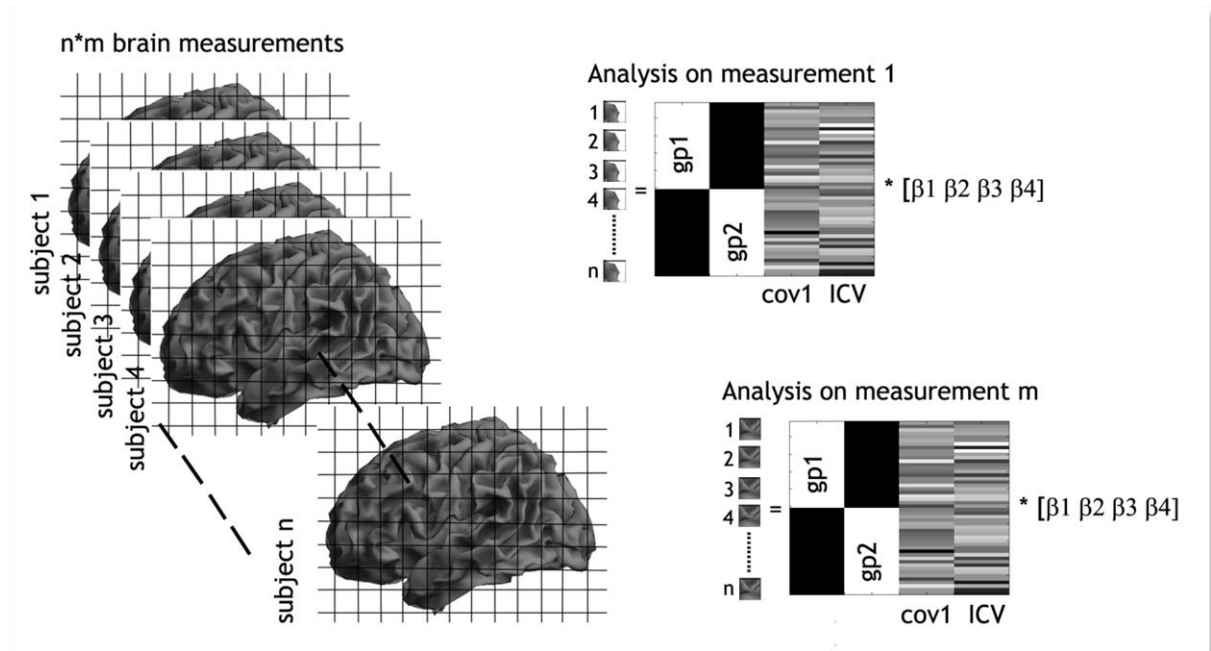 n*m brain measurements
subject 1
subject 2
subject 3
subject 4
subject n
Analysis on measurement 1
1
2
3
4
n
=
gp1
gp2
cov1 ICV
* [β1 β2 β3 β4]
Analysis on measurement m
1
2
3
4
n
=
gp1
gp2
cov1 ICV
* [β1 β2 β3 β4]